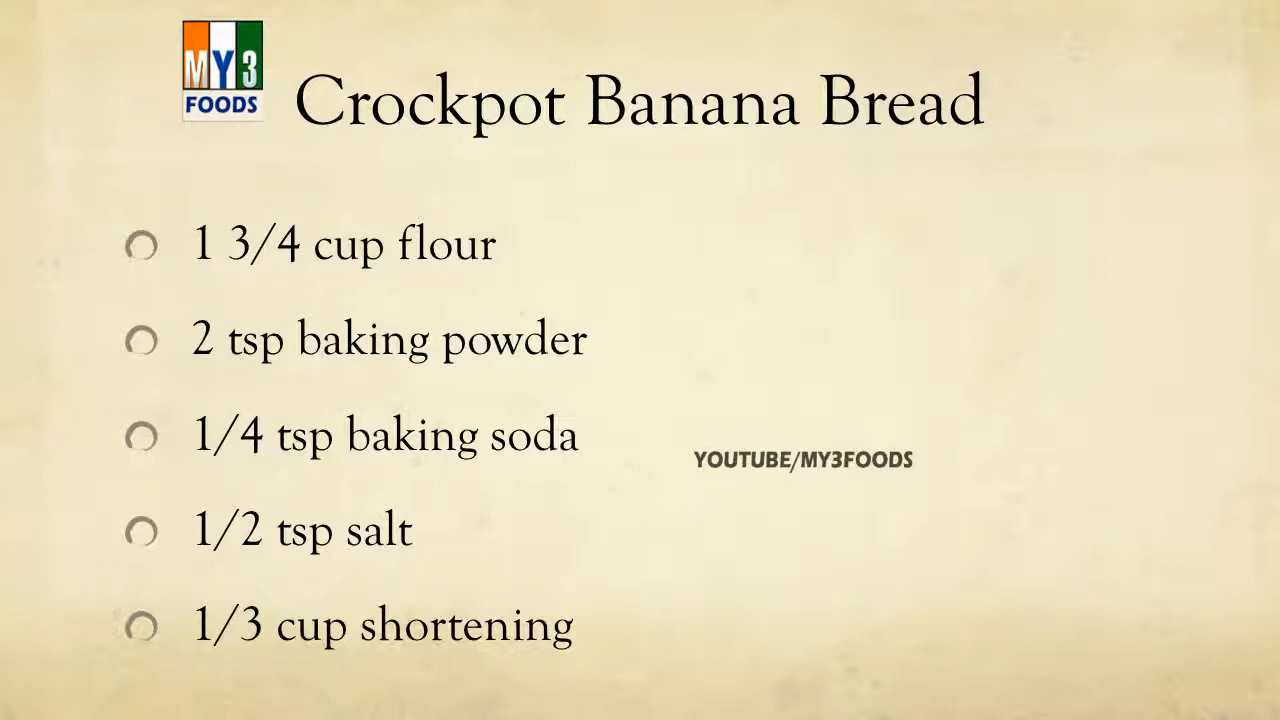 MY3
FOODS
Crockpot Banana Bread
1 3/4 cup flour
2 tsp baking powder
1/4 tsp baking soda
YOUTUBE/MY3FOODS
1/2 tsp salt
1/3 cup shortening